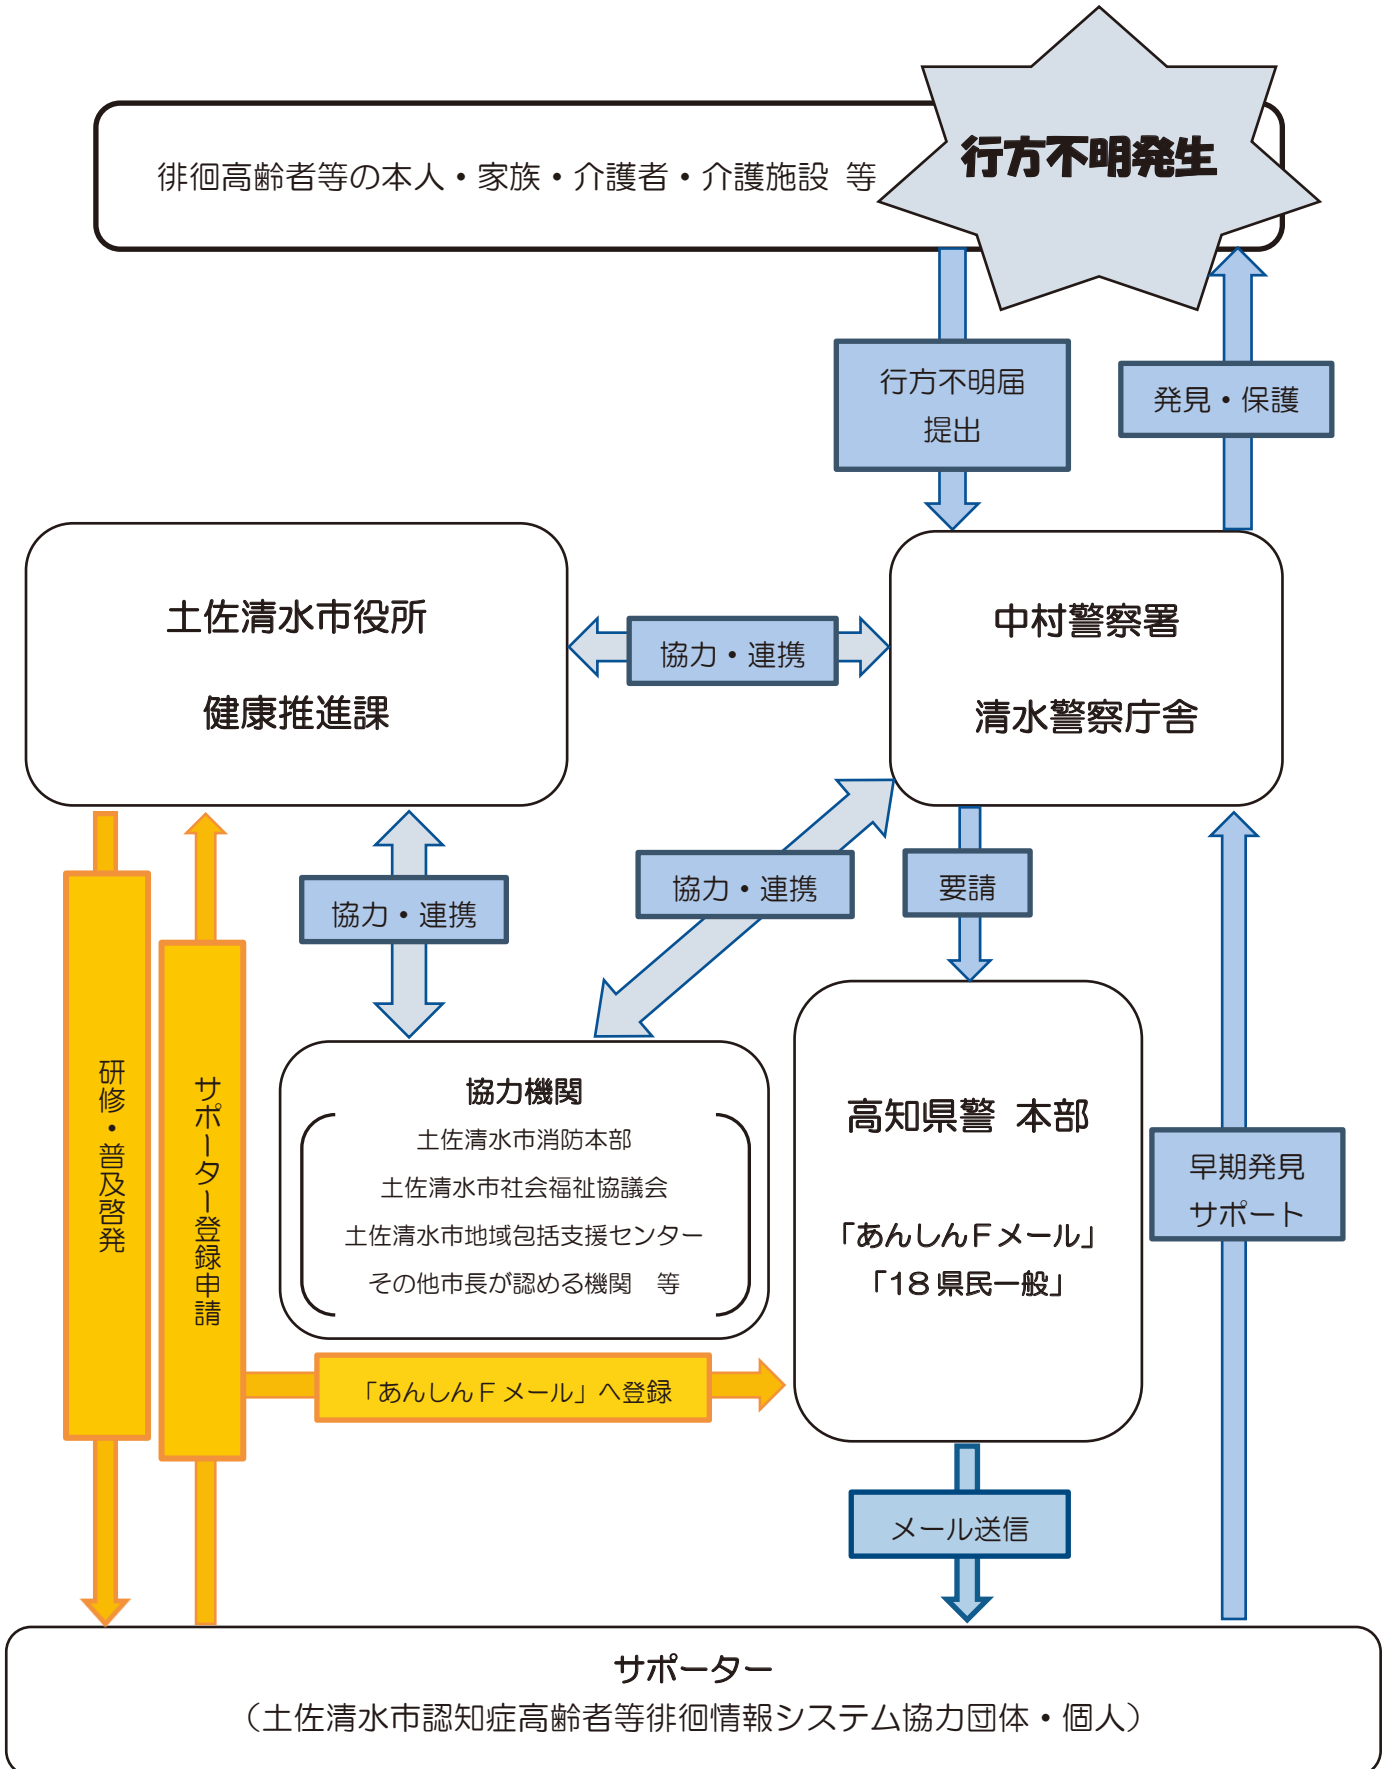 行方不明発生
徘徊高齢者等の本人・家族・介護者・介護施設 等
行方不明届
提出
発見・保護
土佐清水市役所
健康推進課
協力・連携
中村警察署
清水警察庁舎
協力・連携
協力・連携
要請
研修・普及啓発
サポーター登録申請
協力機関
土佐清水市消防本部
土佐清水市社会福祉協議会
土佐清水市地域包括支援センター
その他市長が認める機関　等
高知県警 本部
「あんしんFメール」
「18 県民一般」
早期発見
サポート
「あんしんF メール」へ登録
メール送信
サポーター
（土佐清水市認知症高齢者等徘徊情報システム協力団体・個人）